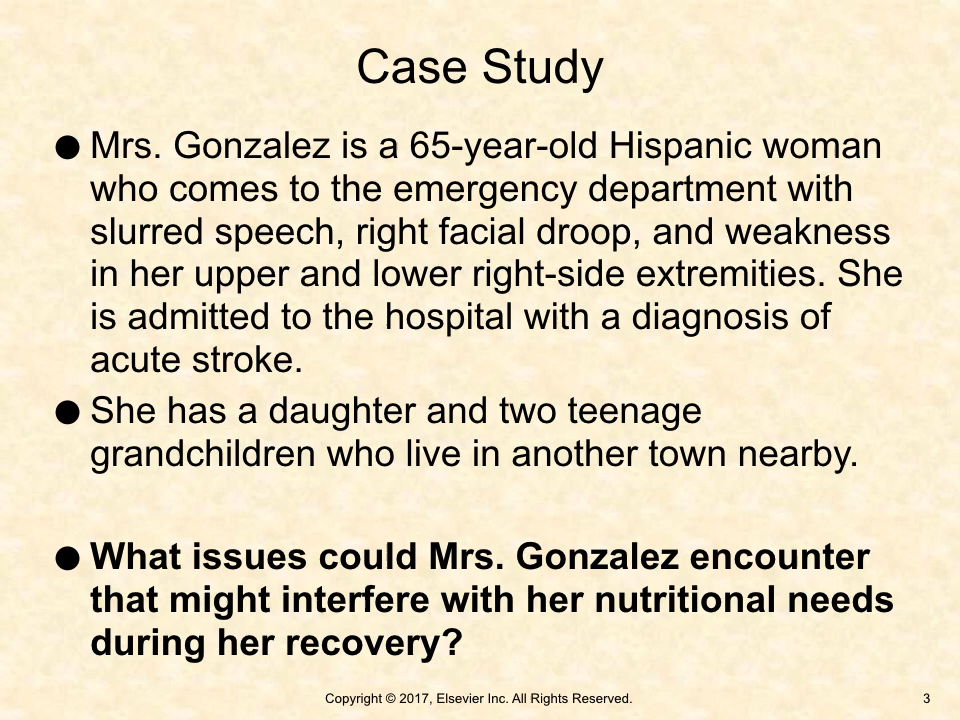 Case Study
● Mrs. Gonzalez is a 65-year-old Hispanic woman
who comes to the emergency department with
slurred speech, right facial droop, and weakness
in her upper and lower right-side extremities. She
is admitted to the hospital with a diagnosis of
acute stroke.
● She has a daughter and two teenage
grandchildren who live in another town nearby.
● What issues could Mrs. Gonzalez encounter
that might interfere with her nutritional needs
during her recovery?
Copyright © 2017, Elsevier Inc. All Rights Reserved. 3